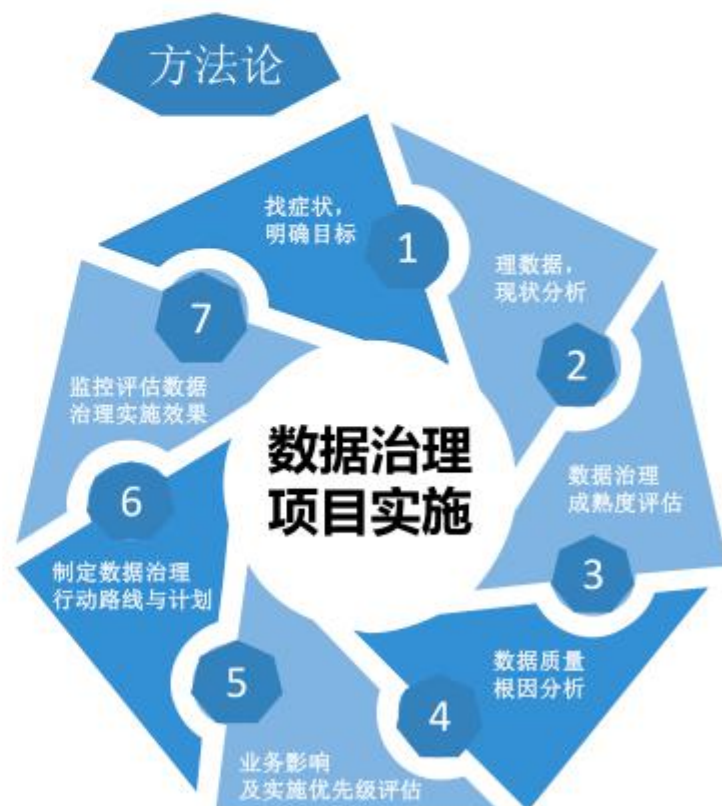 方法论
找症状，
明确目标
1
理数据，
现状分析
2
数据治理
成熟度评估
3
数据质量
根因分析
4
业务影响
及实施优先级评估
5
制定数据治理
行动路线与计划
6
监控评估数据
治理实施效果
7
数据治理
项目实施